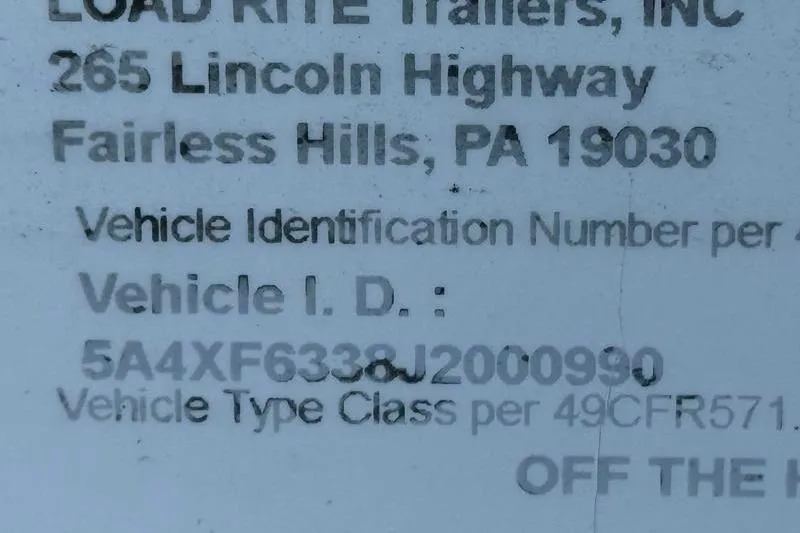 LOAD RITE Trailers, INC
265 Lincoln Highway
Fairless Hills, PA 19030
Vehicle Identification Number per 4
Vehicle I. D. :
5A4XF6338J2000990
Vehicle Type Class per 49CFR571.
OFF THE H